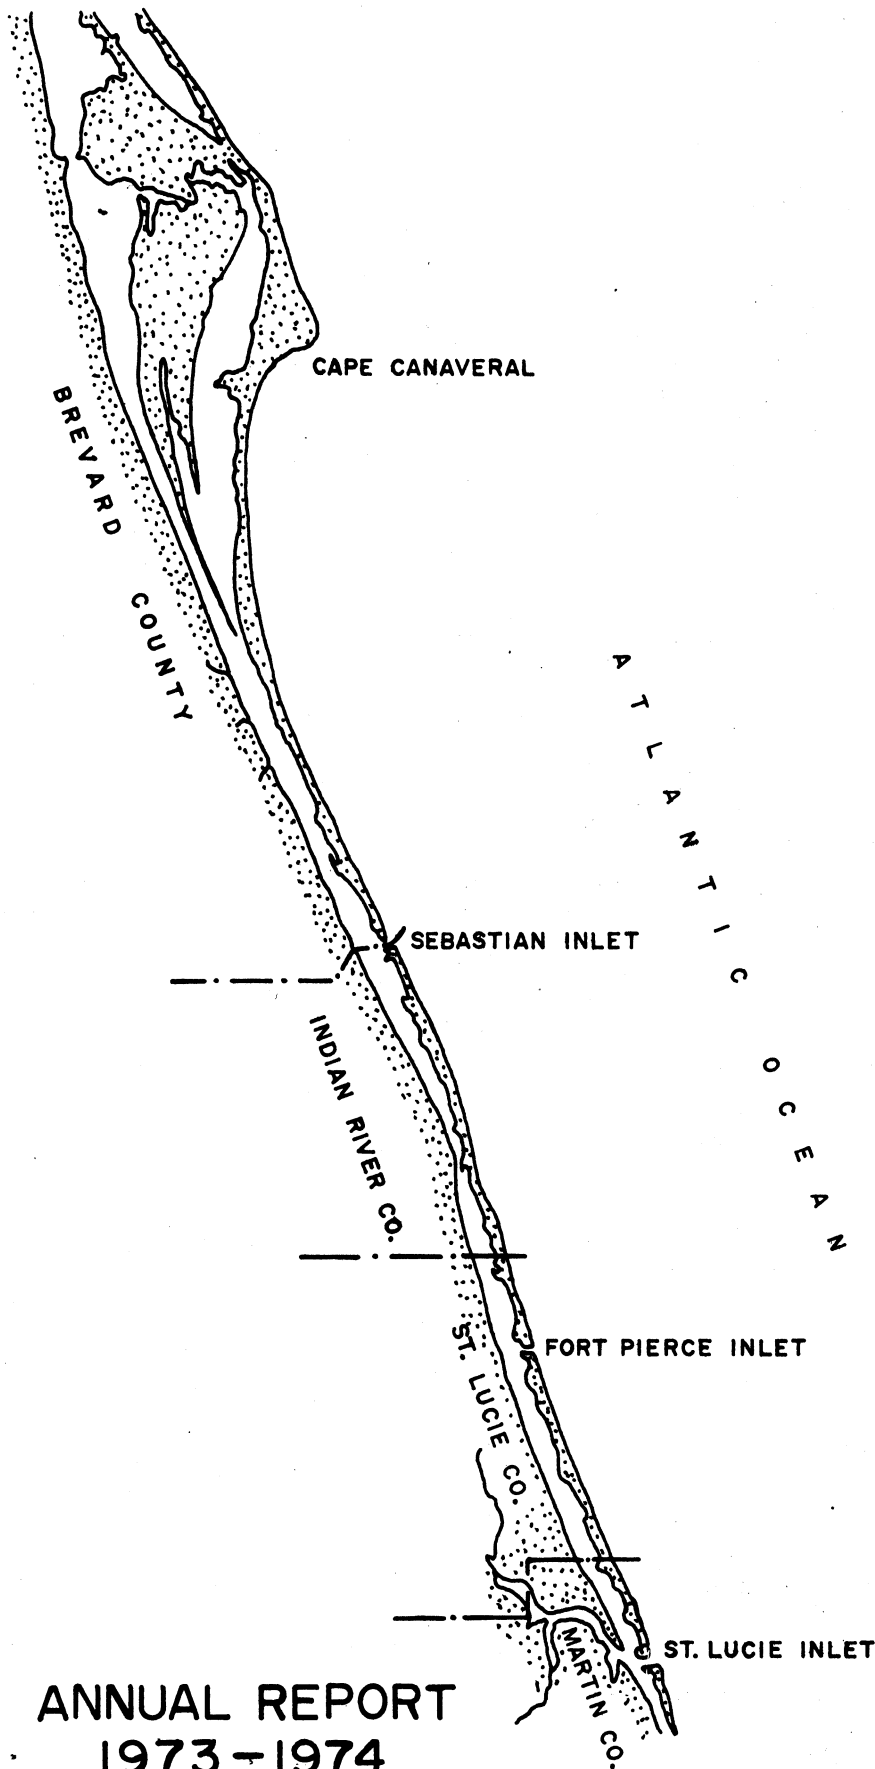 CAPE CANAVERAL
BREVARD COUNTY
ATLANTIC OCEAN
SEBASTIAN INLET
INDIAN RIVER CO.
FORT PIERCE INLET
ST. LUCIE CO.
ST. LUCIE INLET
MARTIN CO.
ANNUAL REPORT
1973-1974